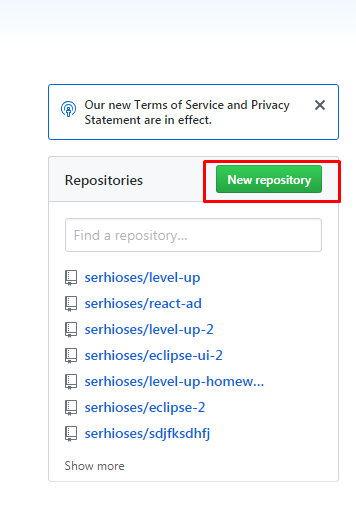 Our new Terms of Service and Privacy
Statement are in effect.
Repositories
New repository
Find a repository...
serhioses/level-up
serhioses/react-ad
serhioses/level-up-2
serhioses/eclipse-ui-2
serhioses/level-up-homew...
serhioses/eclipse-2
serhioses/sdjfksdhfj
Show more